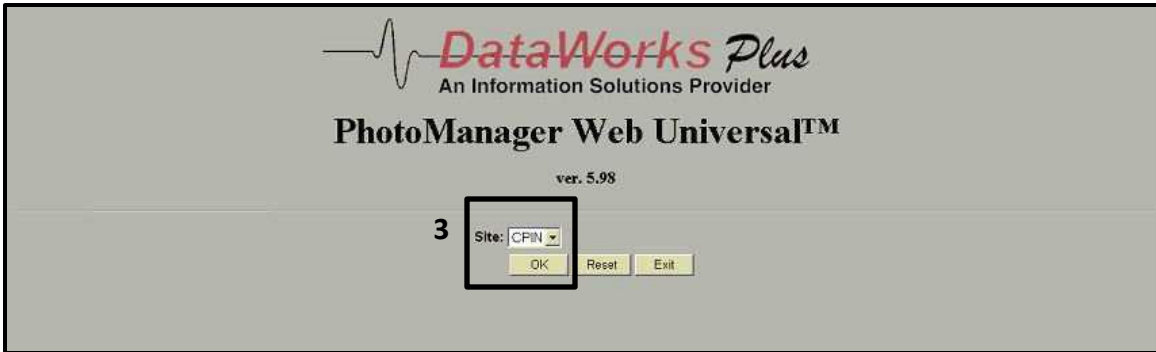 DataWorks Plus
An Information Solutions Provider
PhotoManager Web Universal™
ver. 5.98
3
Site: CPIN
OK Reset Exit